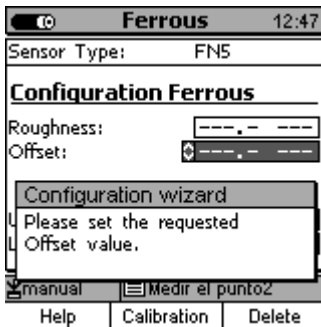 Ferrous 12:47
Sensor Type: FN5
Configuration Ferrous
Roughness: ---.- ---
Offset: ---.- ---
Configuration wizard
Please set the requested
Offset value.
manual Medir el punto2
Help Calibration Delete